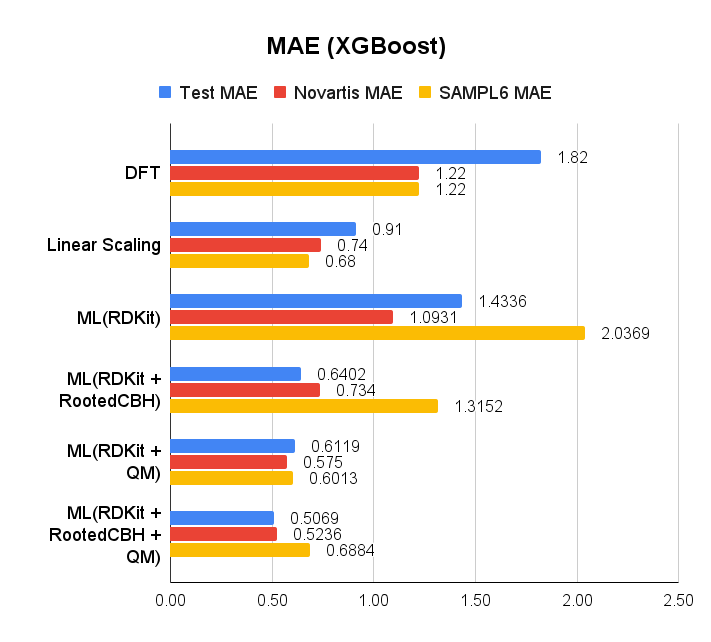 MAE (XGBoost)
Test MAE Novartis MAE SAMPL6 MAE
DFT
1.82
1.22
1.22
Linear Scaling
0.91
0.74
0.68
ML(RDKit)
1.4336
1.0931
2.0369
ML(RDKit +
RootedCBH)
0.6402
0.734
1.3152
ML(RDKit +
QM)
0.6119
0.575
0.6013
ML(RDKit +
RootedCBH +
QM)
0.5069
0.5236
0.6884
0.00 0.50 1.00 1.50 2.00 2.50